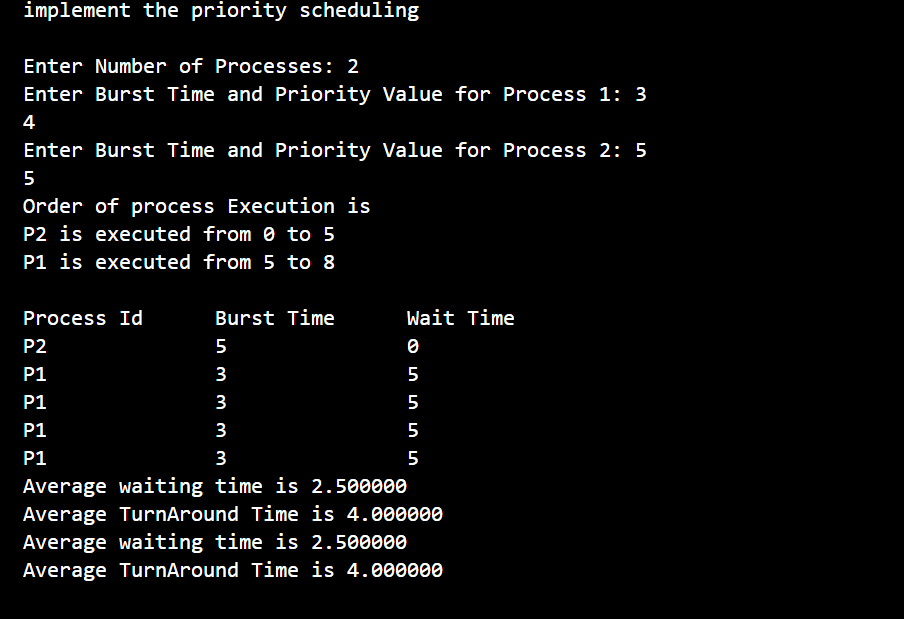 implement the priority scheduling
Enter Number of Processes: 2
Enter Burst Time and Priority Value for Process 1: 3
4
Enter Burst Time and Priority Value for Process 2: 5
5
Order of process Execution is
P2 is executed from 0 to 5
P1 is executed from 5 to 8
Process Id      Burst Time      Wait Time
P2              5               0
P1              3               5
P1              3               5
P1              3               5
P1              3               5
Average waiting time is 2.500000
Average TurnAround Time is 4.000000
Average waiting time is 2.500000
Average TurnAround Time is 4.000000